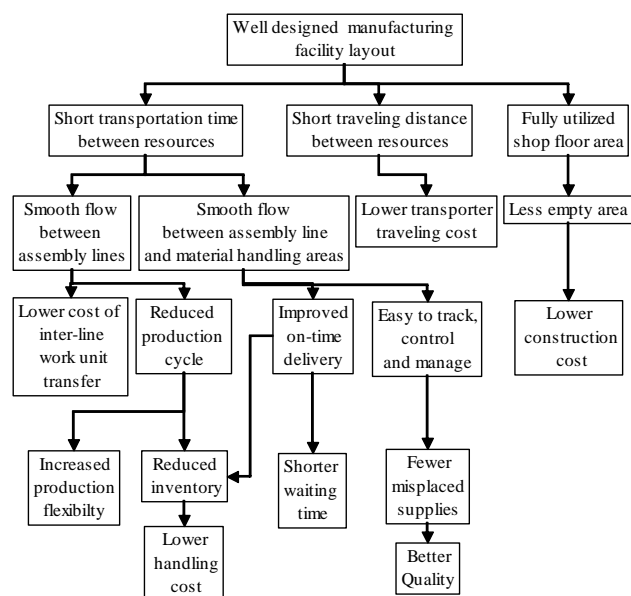 Well designed manufacturing
facility layout
Short transportation time
between resources
Short traveling distance
between resources
Fully utilized
shop floor area
Smooth flow
between
assembly lines
Smooth flow
between assembly line
and material handling areas
Lower transporter
traveling cost
Less empty area
Lower cost of
inter-line
work unit
transfer
Reduced
production
cycle
Improved
on-time
delivery
Easy to track,
control
and manage
Lower
construction
cost
Increased
production
flexibilty
Reduced
inventory
Shorter
waiting
time
Fewer
misplaced
supplies
Lower
handling
cost
Better
Quality